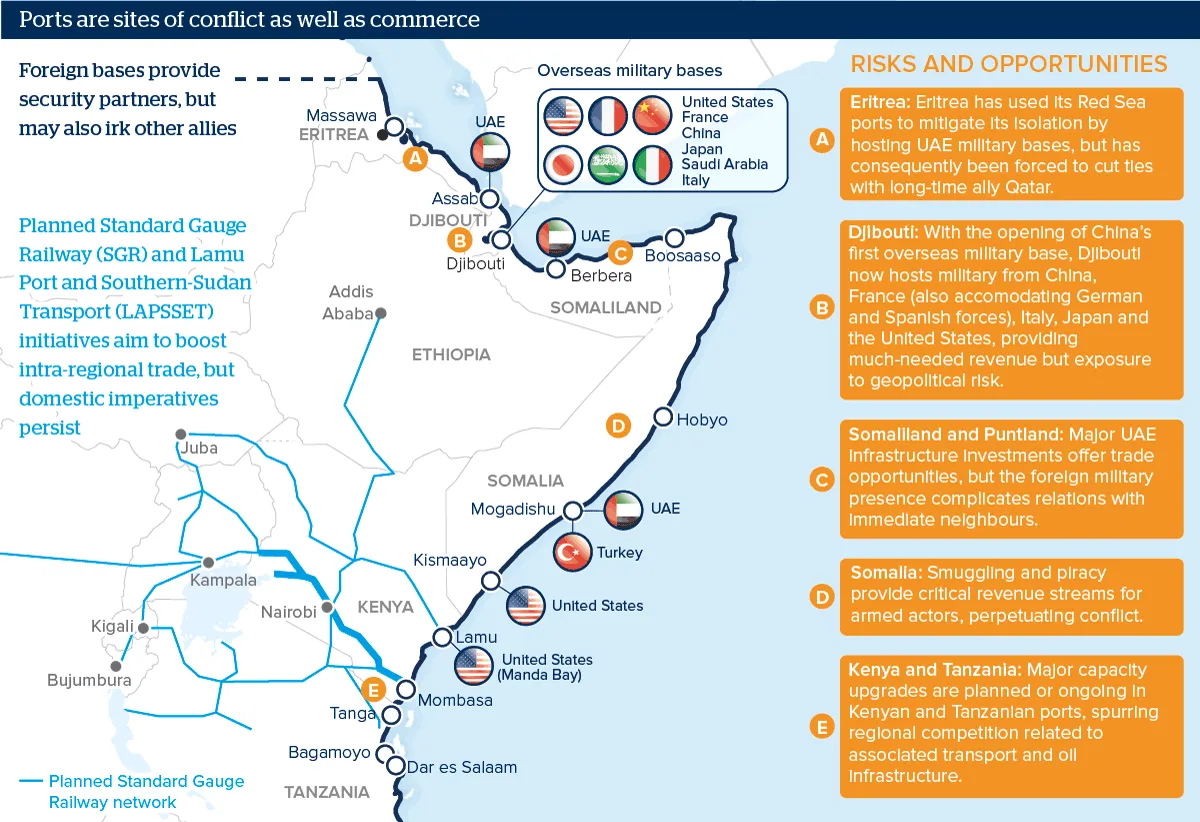 Ports are sites of conflict as well as commerce
Foreign bases provide
security partners, but
may also irk other allies
Planned Standard Gauge
Railway (SGR) and Lamu
Port and Southern-Sudan
Transport (LAPSSET)
initiatives aim to boost
intra-regional trade, but
domestic imperatives
persist
Overseas military bases
United States
France
China
Japan
Saudi Arabia
Italy
Massawa
ERITREA
A
UAE
Assab
DJIBOUTI
B
Djibouti
UAE
Berbera
C
Boosaaso
SOMALILAND
Addis
Ababa
ETHIOPIA
D
Hobyo
Juba
SOMALIA
Mogadishu
UAE
Turkey
Kismaayo
United States
Kampala
Nairobi
KENYA
Kigali
Lamu
United States
(Manda Bay)
Bujumbura
E
Mombasa
Tanga
Bagamoyo
Dar es Salaam
TANZANIA
Planned Standard Gauge
Railway network
RISKS AND OPPORTUNITIES
A
Eritrea: Eritrea has used its Red Sea
ports to mitigate its isolation by
hosting UAE military bases, but has
consequently been forced to cut ties
with long-time ally Qatar.
B
Djibouti: With the opening of China's
first overseas military base, Djibouti
now hosts military from China,
France (also accomodating German
and Spanish forces), Italy, Japan and
the United States, providing
much-needed revenue but exposure
to geopolitical risk.
C
Somaliland and Puntland: Major UAE
infrastructure investments offer trade
opportunities, but the foreign military
presence complicates relations with
immediate neighbours.
D
Somalia: Smuggling and piracy
provide critical revenue streams for
armed actors, perpetuating conflict.
E
Kenya and Tanzania: Major capacity
upgrades are planned or ongoing in
Kenyan and Tanzanian ports, spurring
regional competition related to
associated transport and oil
infrastructure.